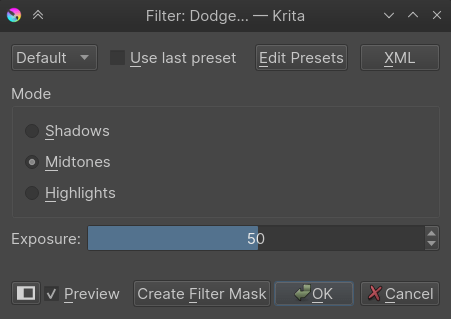 Filter: Dodge... — Krita
Default Use last preset Edit Presets XML
Mode
Shadows
Midtones
Highlights
Exposure: 50
Preview Create Filter Mask OK Cancel